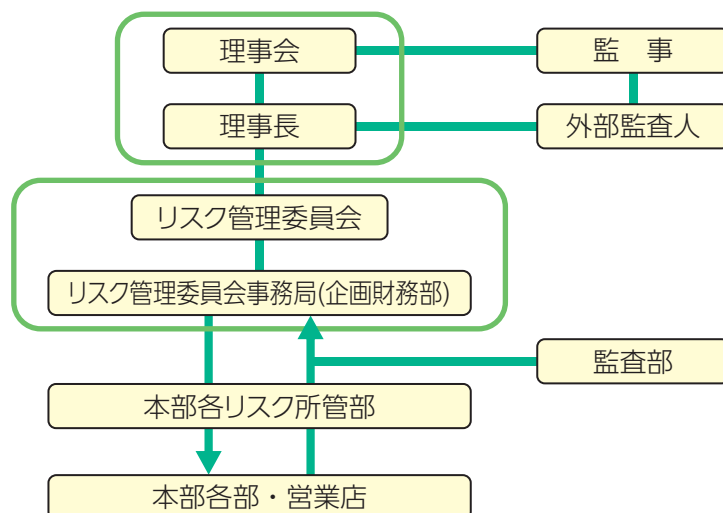 理事会
監　事
理事長
外部監査人
リスク管理委員会
リスク管理委員会事務局(企画財務部)
監査部
本部各リスク所管部
本部各部・営業店